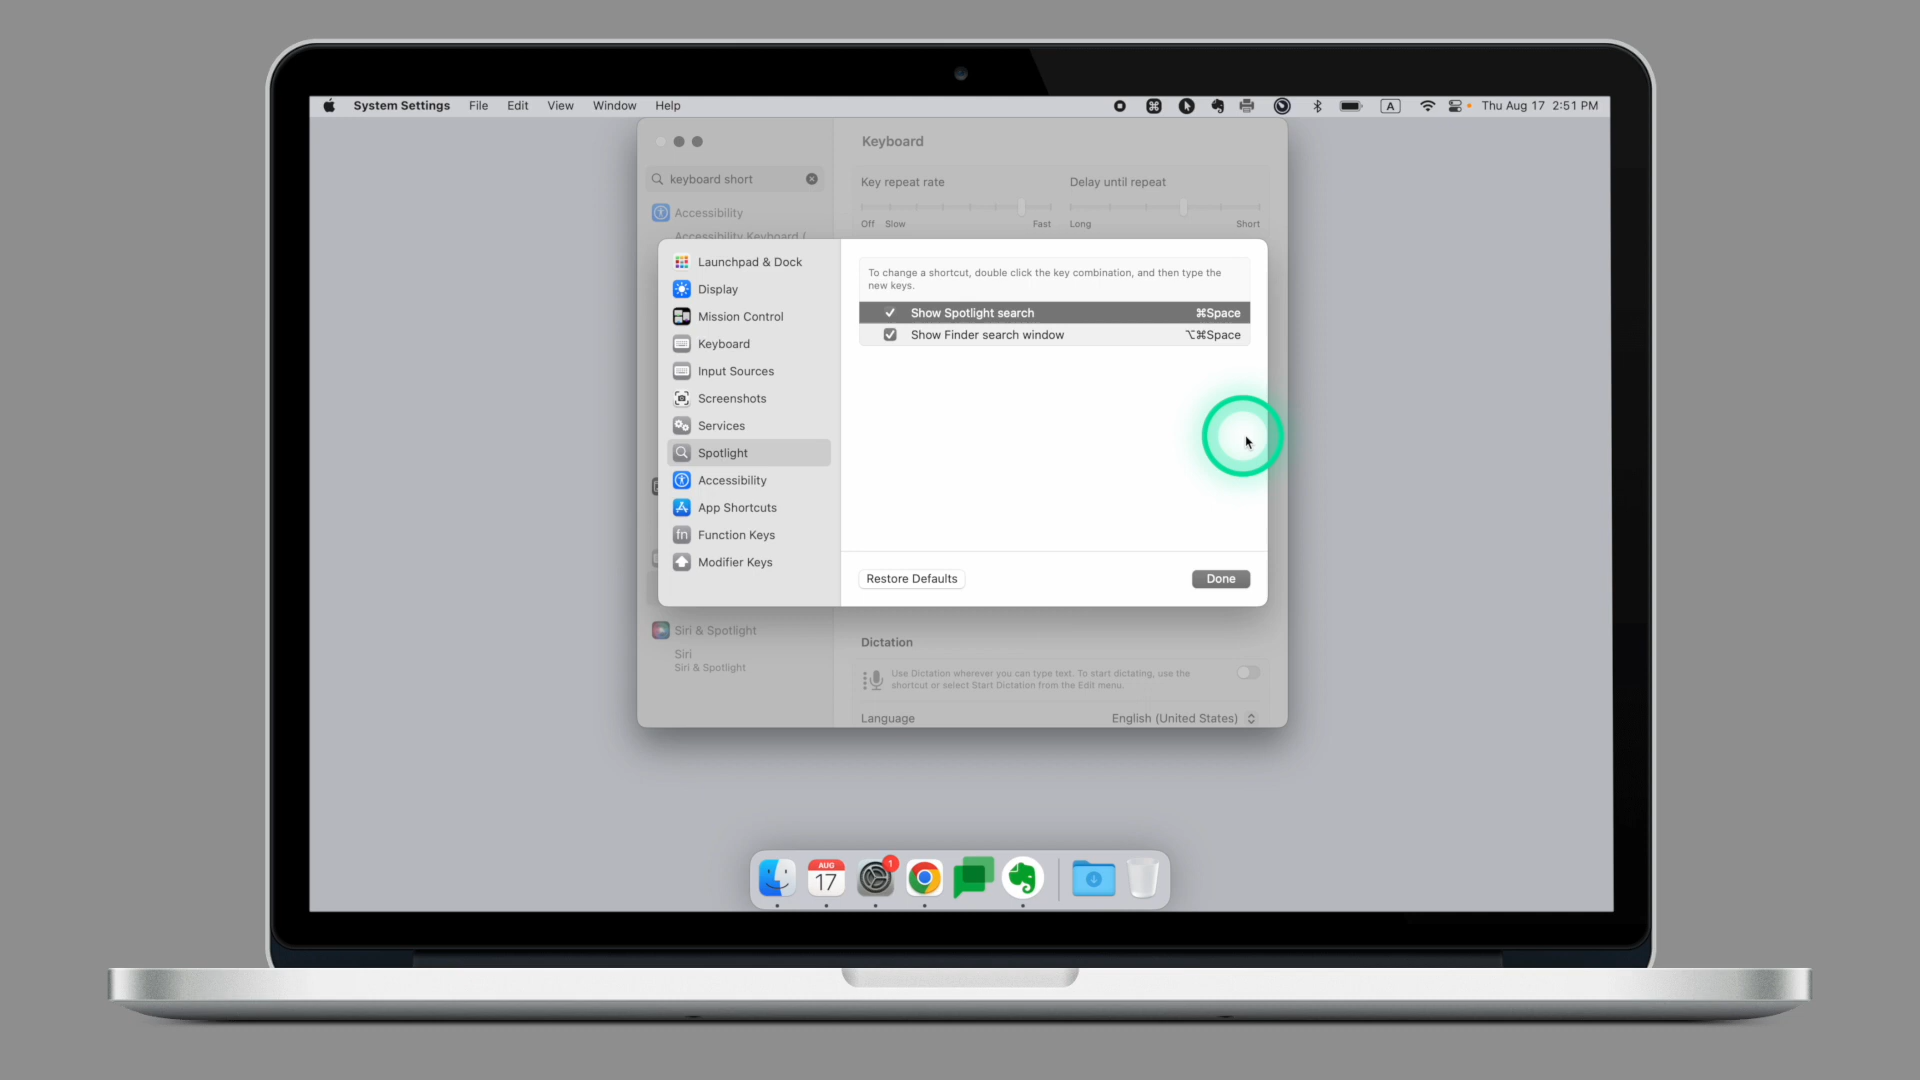 System Settings File Edit View Window Help A Thu Aug 17 2:51 PM
Keyboard
keyboard short
Key repeat rate Delay until repeat
Off Slow Fast Long Short
Accessibility
Accessibility Keyboard (
Launchpad & Dock
Display
Mission Control
Keyboard
Input Sources
Screenshots
Services
Spotlight
Accessibility
App Shortcuts
fn Function Keys
Modifier Keys
To change a shortcut, double click the key combination, and then type the
new keys.
Show Spotlight search ⌘Space
Show Finder search window ⌥⌘Space
Restore Defaults Done
Siri & Spotlight
Siri
Siri & Spotlight
Dictation
Use Dictation wherever you can type text. To start dictating, use the
shortcut or select Start Dictation from the Edit menu.
Language English (United States)
AUG
17
1